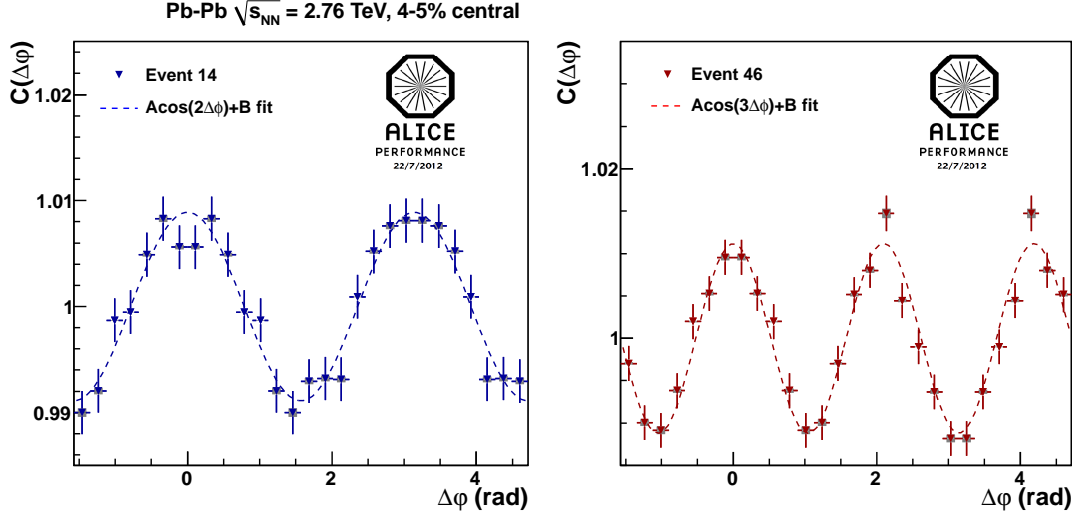 Pb-Pb √s_NN = 2.76 TeV, 4-5% central
C(Δφ)
Event 14
Acos(2Δϕ)+B fit
ALICE
PERFORMANCE
22/7/2012
1.02
1.01
1
0.99
0 2 4
Δφ (rad)
C(Δφ)
Event 46
Acos(3Δϕ)+B fit
ALICE
PERFORMANCE
22/7/2012
1.02
1
0 2 4
Δφ (rad)